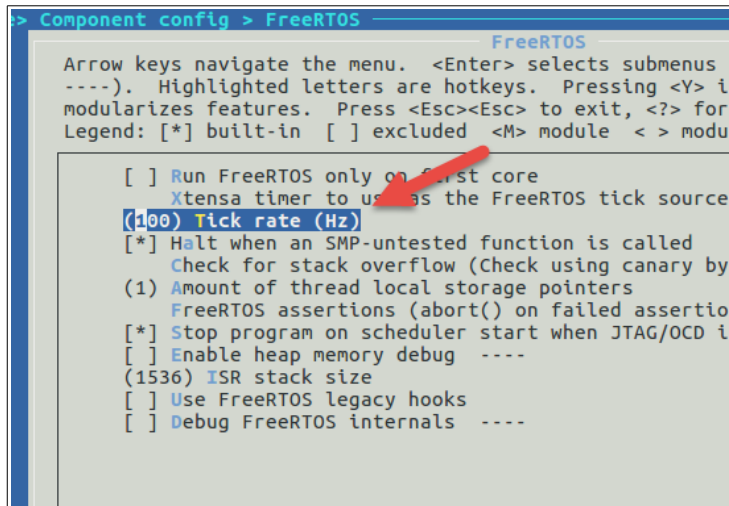 > Component config > FreeRTOS
FreeRTOS
Arrow keys navigate the menu. <Enter> selects submenus
----). Highlighted letters are hotkeys. Pressing <Y> i
modularizes features. Press <Esc><Esc> to exit, <?> for
Legend: [*] built-in [ ] excluded <M> module < > modu
[ ] Run FreeRTOS only on first core
Xtensa timer to use as the FreeRTOS tick source
(100) Tick rate (Hz)
[*] Halt when an SMP-untested function is called
Check for stack overflow (Check using canary by
(1) Amount of thread local storage pointers
FreeRTOS assertions (abort() on failed assertio
[*] Stop program on scheduler start when JTAG/OCD i
[ ] Enable heap memory debug ----
(1536) ISR stack size
[ ] Use FreeRTOS legacy hooks
[ ] Debug FreeRTOS internals ----